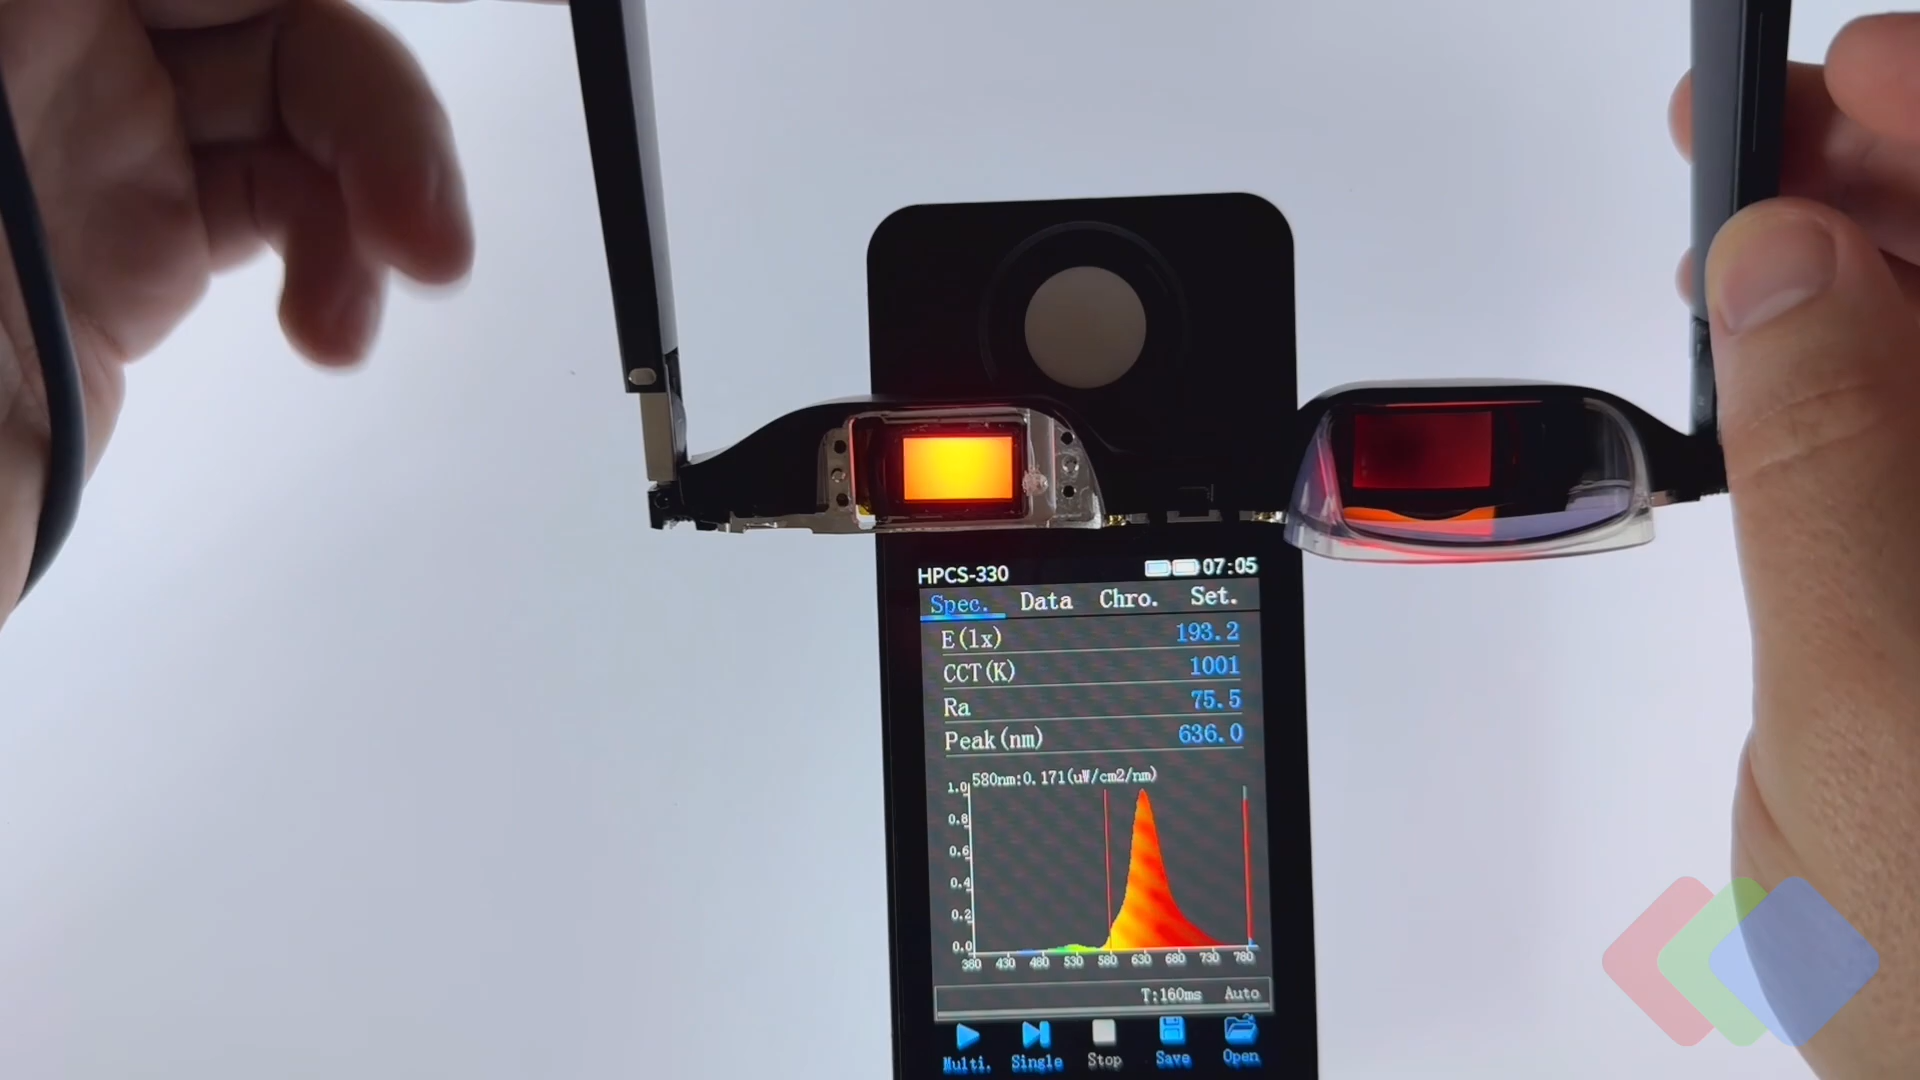 HPCS-330 07:05
Spec. Data Chro. Set.
E(lx) 193.2
CCT(K) 1001
Ra 75.5
Peak(nm) 636.0
580nm:0.171(uW/cm2/nm)
1.0
0.8
0.6
0.4
0.2
0.0
380 430 480 530 580 630 680 730 780
T:160ms Auto
Multi. Single Stop Save Open